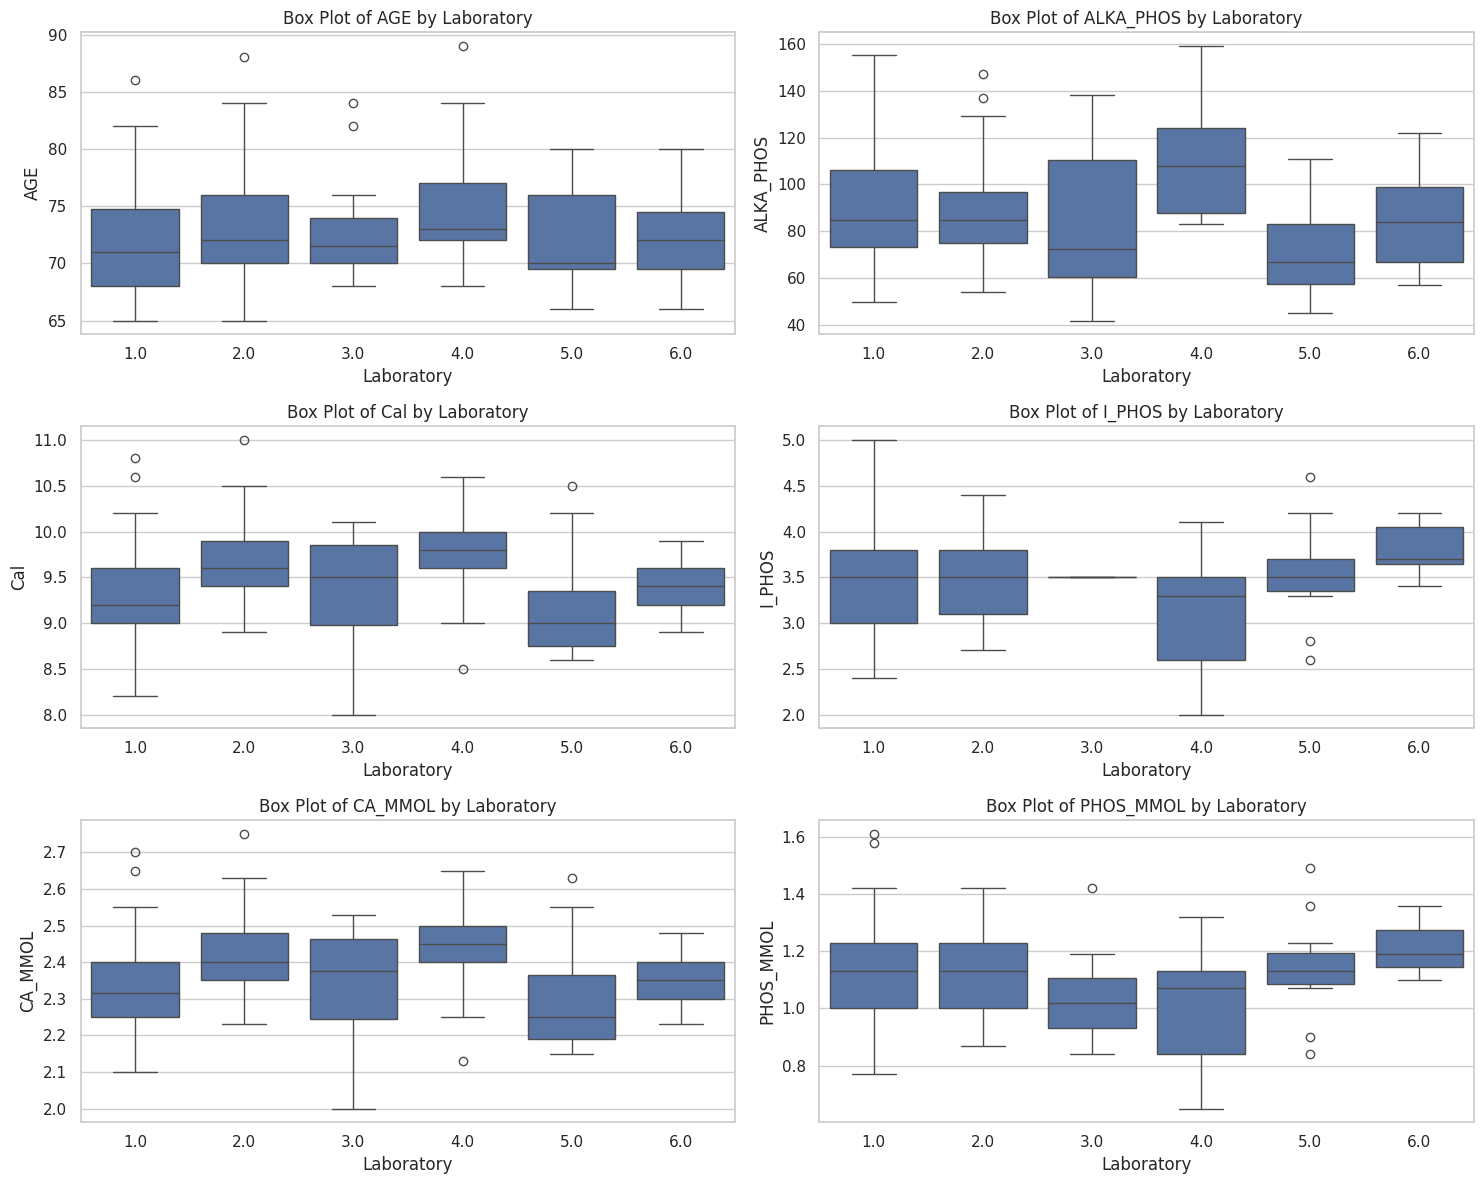 Box Plot of AGE by Laboratory
90
85
80
75
70
65
AGE
1.0 2.0 3.0 4.0 5.0 6.0
Laboratory
Box Plot of ALKA_PHOS by Laboratory
160
140
120
100
80
60
40
ALKA_PHOS
1.0 2.0 3.0 4.0 5.0 6.0
Laboratory
Box Plot of Cal by Laboratory
11.0
10.5
10.0
9.5
9.0
8.5
8.0
Cal
1.0 2.0 3.0 4.0 5.0 6.0
Laboratory
Box Plot of I_PHOS by Laboratory
5.0
4.5
4.0
3.5
3.0
2.5
2.0
I_PHOS
1.0 2.0 3.0 4.0 5.0 6.0
Laboratory
Box Plot of CA_MMOL by Laboratory
2.7
2.6
2.5
2.4
2.3
2.2
2.1
2.0
CA_MMOL
1.0 2.0 3.0 4.0 5.0 6.0
Laboratory
Box Plot of PHOS_MMOL by Laboratory
1.6
1.4
1.2
1.0
0.8
PHOS_MMOL
1.0 2.0 3.0 4.0 5.0 6.0
Laboratory